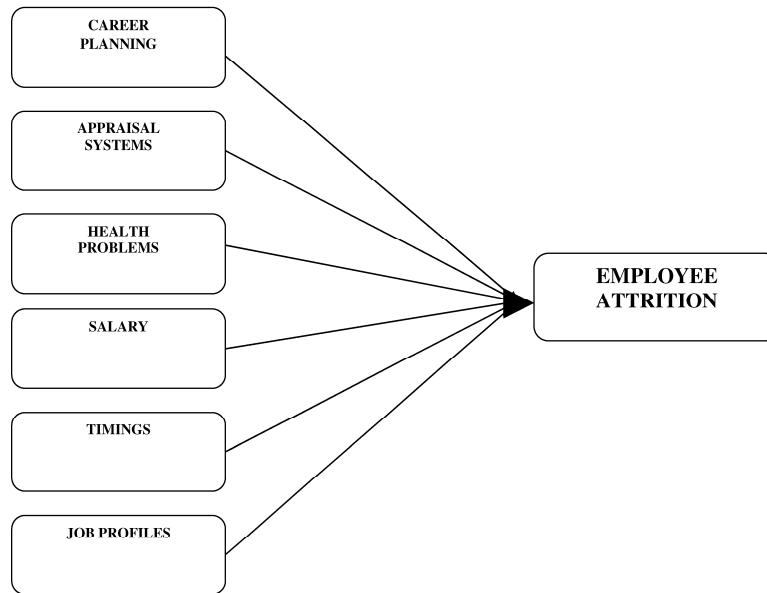 CAREER
PLANNING
APPRAISAL
SYSTEMS
HEALTH
PROBLEMS
SALARY
TIMINGS
JOB PROFILES
EMPLOYEE
ATTRITION